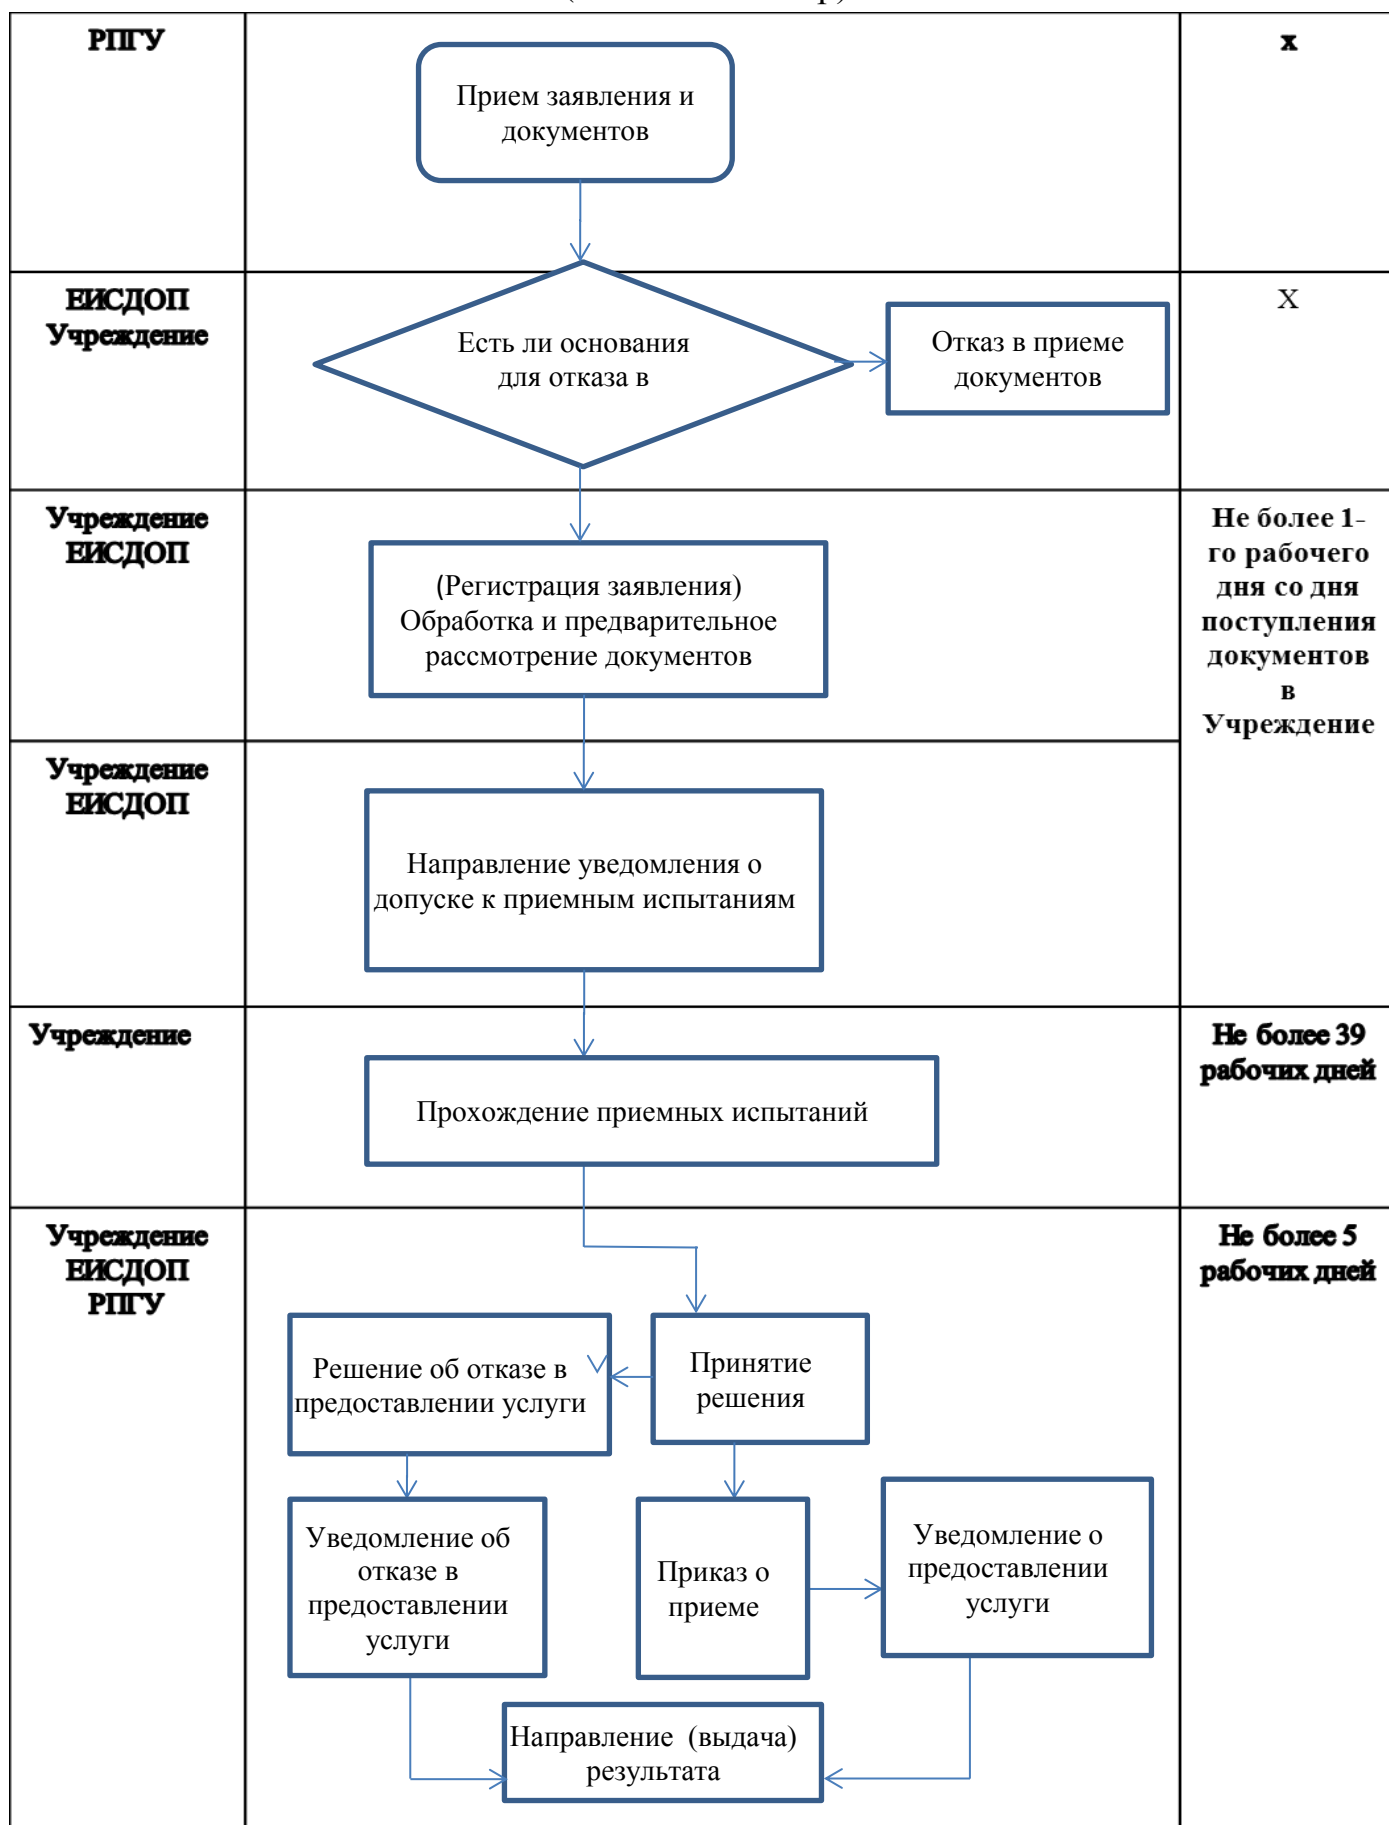 РПГУ
Прием заявления и
документов
х
ЕИСДОП
Учреждение
Есть ли основания
для отказа в
Отказ в приеме
документов
Х
Учреждение
ЕИСДОП
(Регистрация заявления)
Обработка и предварительное
рассмотрение документов
Не более 1-
го рабочего
дня со дня
поступления
документов
в
Учреждение
Учреждение
ЕИСДОП
Направление уведомления о
допуске к приемным испытаниям
Учреждение
Прохождение приемных испытаний
Не более 39
рабочих дней
Учреждение
ЕИСДОП
РПГУ
Не более 5
рабочих дней
Решение об отказе в
предоставлении услуги
Принятие
решения
Уведомление об
отказе в
предоставлении
услуги
Приказ о
приеме
Уведомление о
предоставлении
услуги
Направление (выдача)
результата